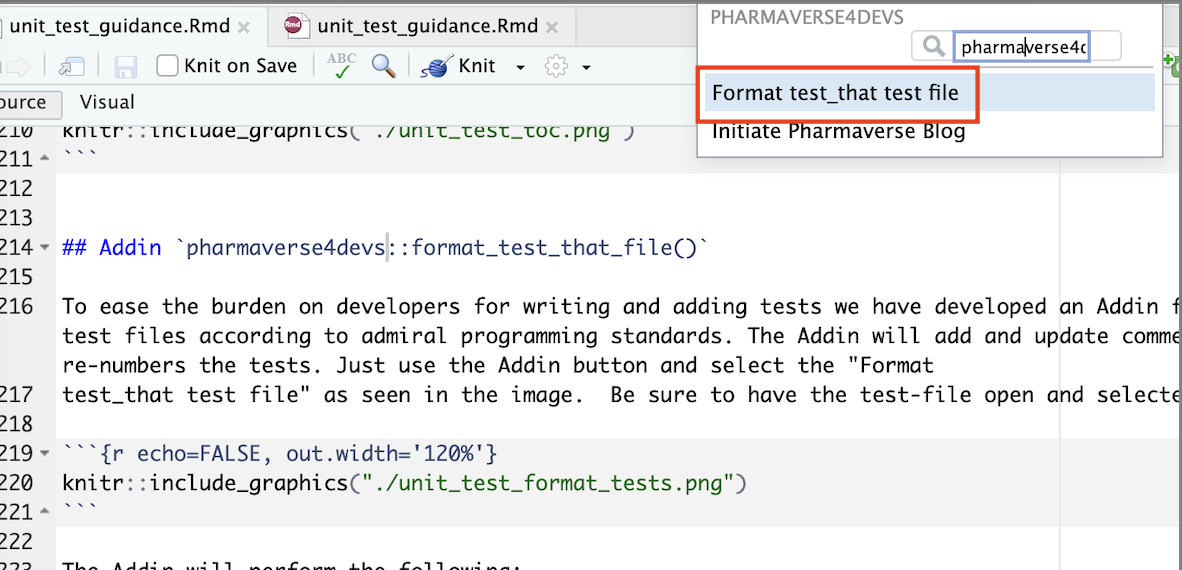 unit_test_guidance.Rmd
unit_test_guidance.Rmd
PHARMAVERSE4DEVS
pharmaverse4d
Knit on Save
ABC
Knit
Format test_that test file
Initiate Pharmaverse Blog
ource Visual
210 knitr::include_graphics("./unit_test_toc.png")
211 ```
212
213
214 ## Addin `pharmaverse4devs::format_test_that_file()`
215
216 To ease the burden on developers for writing and adding tests we have developed an Addin f
test files according to admiral programming standards. The Addin will add and update comme
re-numbers the tests. Just use the Addin button and select the "Format
217 test_that test file" as seen in the image.  Be sure to have the test-file open and selecte
218
219 ```{r echo=FALSE, out.width='120%'}
220 knitr::include_graphics("./unit_test_format_tests.png")
221 ```
222
223 The Addin will perform the following: